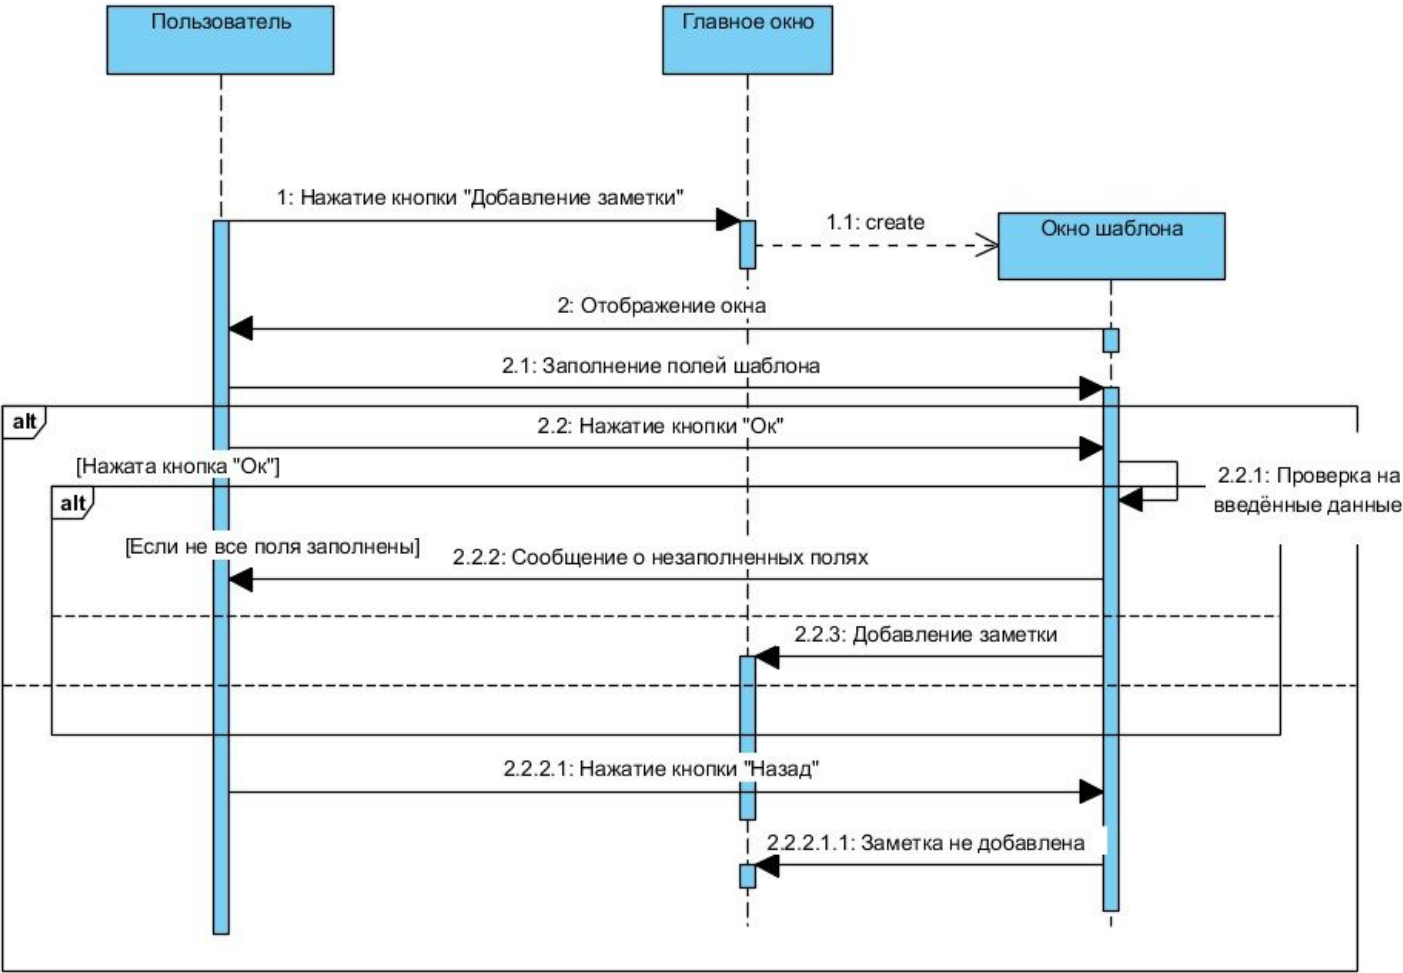 Пользователь
Главное окно
1: Нажатие кнопки "Добавление заметки"
1.1: create
Окно шаблона
2: Отображение окна
2.1: Заполнение полей шаблона
alt
2.2: Нажатие кнопки "Ок"
[Нажата кнопка "Ок"]
2.2.1: Проверка на
введённые данные
alt
[Если не все поля заполнены]
2.2.2: Сообщение о незаполненных полях
2.2.3: Добавление заметки
2.2.2.1: Нажатие кнопки "Назад"
2.2.2.1.1: Заметка не добавлена